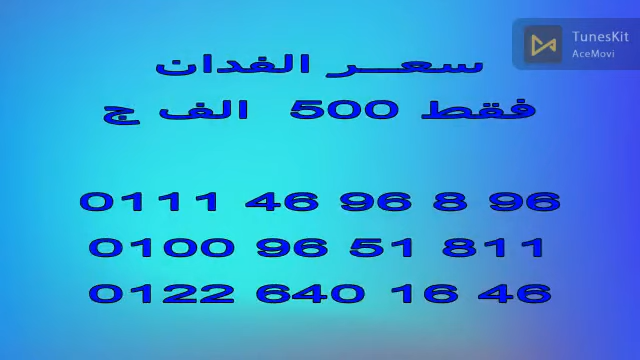 TunesKit
AceMovi
سعـــر الفدان
فقط 500 الف ج
0111 46 96 8 96
0100 96 51 811
0122 640 16 46